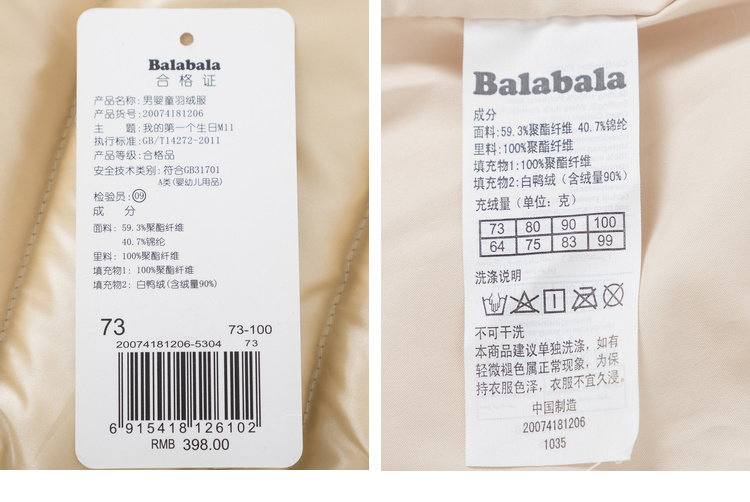 Balabala
合格证
产品名称:男婴童羽绒服
产品货号:20074181206
主 题:我的第一个生日M11
执行标准:GB/T14272-2011
产品等级:合格品
安全技术类别:符合GB31701
A类(婴幼儿用品)
检验员:09
成 分
面料:59.3%聚酯纤维
40.7%锦纶
里料:100%聚酯纤维
填充物1:100%聚酯纤维
填充物2:白鸭绒(含绒量90%)
73 73-100
20074181206-5304 73
6 915418 126102
RMB 398.00
Balabala
成分
面料:59.3%聚酯纤维 40.7%锦纶
里料:100%聚酯纤维
填充物1:100%聚酯纤维
填充物2:白鸭绒(含绒量90%)
充绒量(单位:克)
73 80 90 100
64 75 83 99
洗涤说明
不可干洗
本商品建议单独洗涤,如有
轻微褪色属正常现象,为保
持衣服色泽,衣服不宜久浸。
中国制造
20074181206
1035